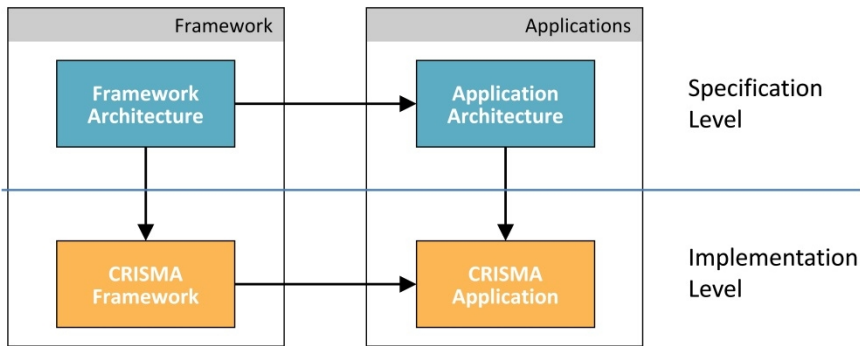 Framework
Applications
Framework
Architecture
Application
Architecture
Specification
Level
CRISMA
Framework
CRISMA
Application
Implementation
Level